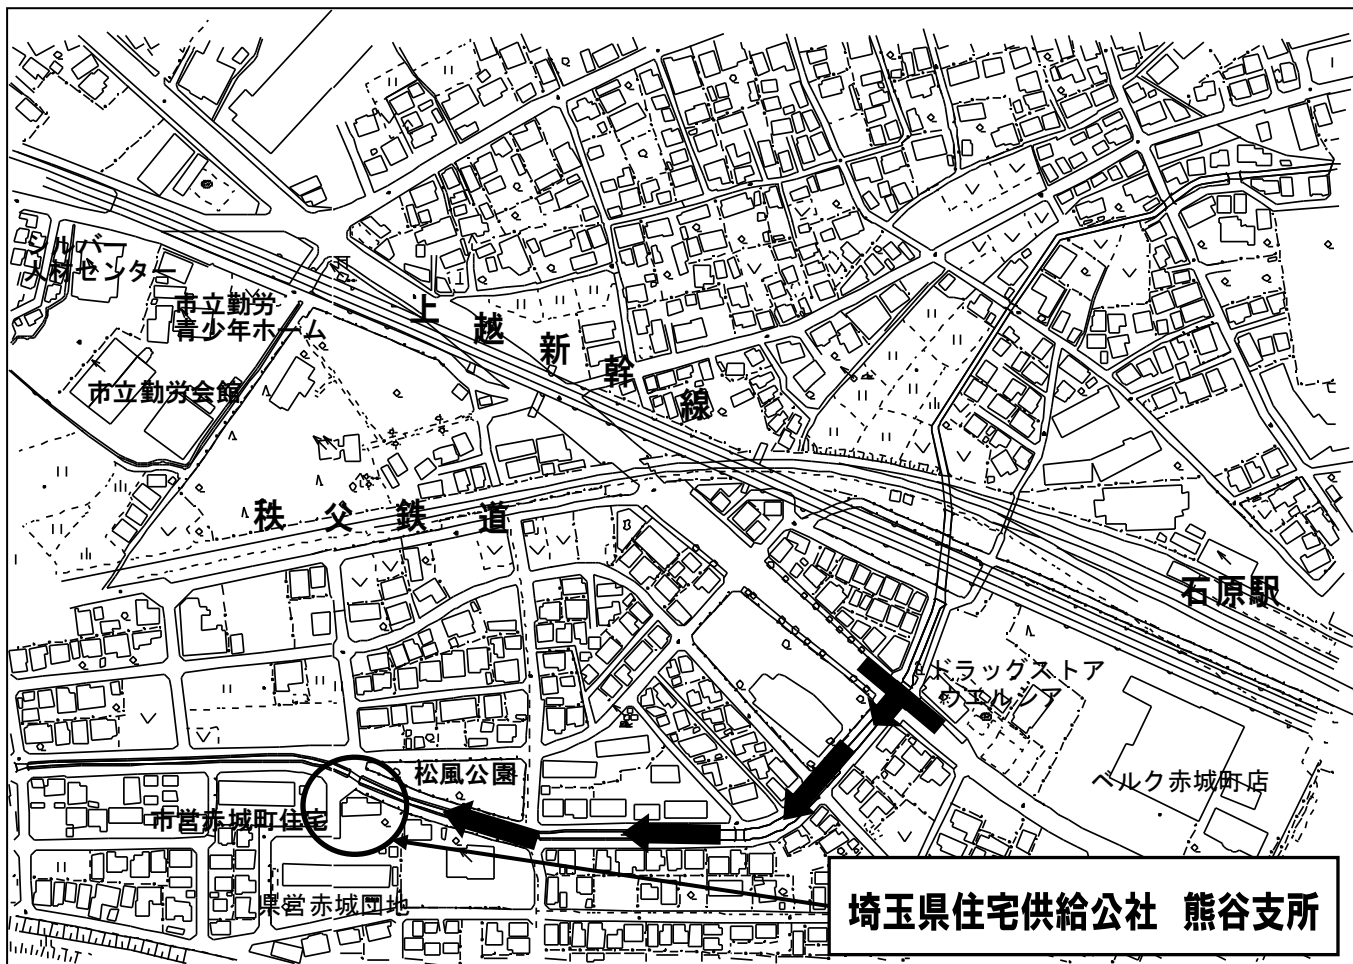 シルバー
人材センター
市立勤労
青少年ホーム
市立勤労会館
上越新幹線
秩父鉄道
石原駅
ドラッグストア
ウエルシア
ベルク赤城町店
松風公園
市営赤城町住宅
県営赤城団地
埼玉県住宅供給公社 熊谷支所